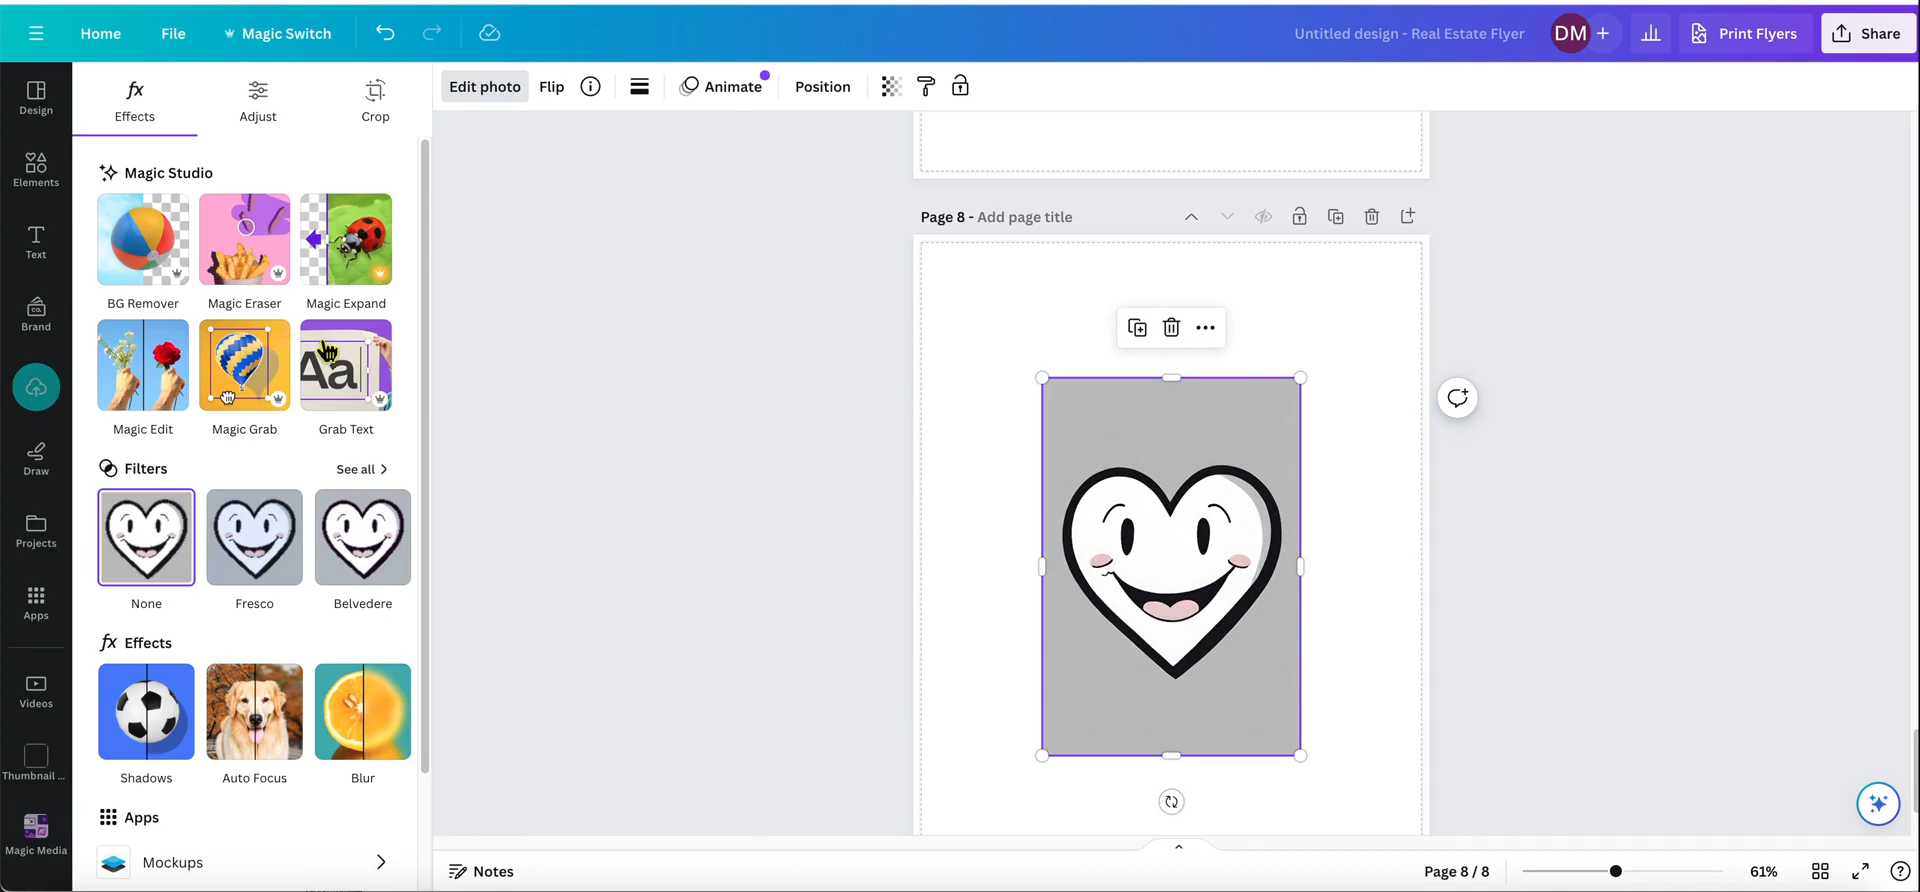 Home File Magic Switch Untitled design - Real Estate Flyer DM Print Flyers Share
Design
Elements
Text
Brand
Draw
Projects
Apps
Videos
Thumbnail ...
Magic Media
Effects Adjust Crop
Magic Studio
BG Remover Magic Eraser Magic Expand
Aa
Magic Edit Magic Grab Grab Text
Filters See all
None Fresco Belvedere
fx Effects
Shadows Auto Focus Blur
Apps
Mockups
Edit photo Flip Animate Position
Page 8 - Add page title
Notes Page 8 / 8 61%